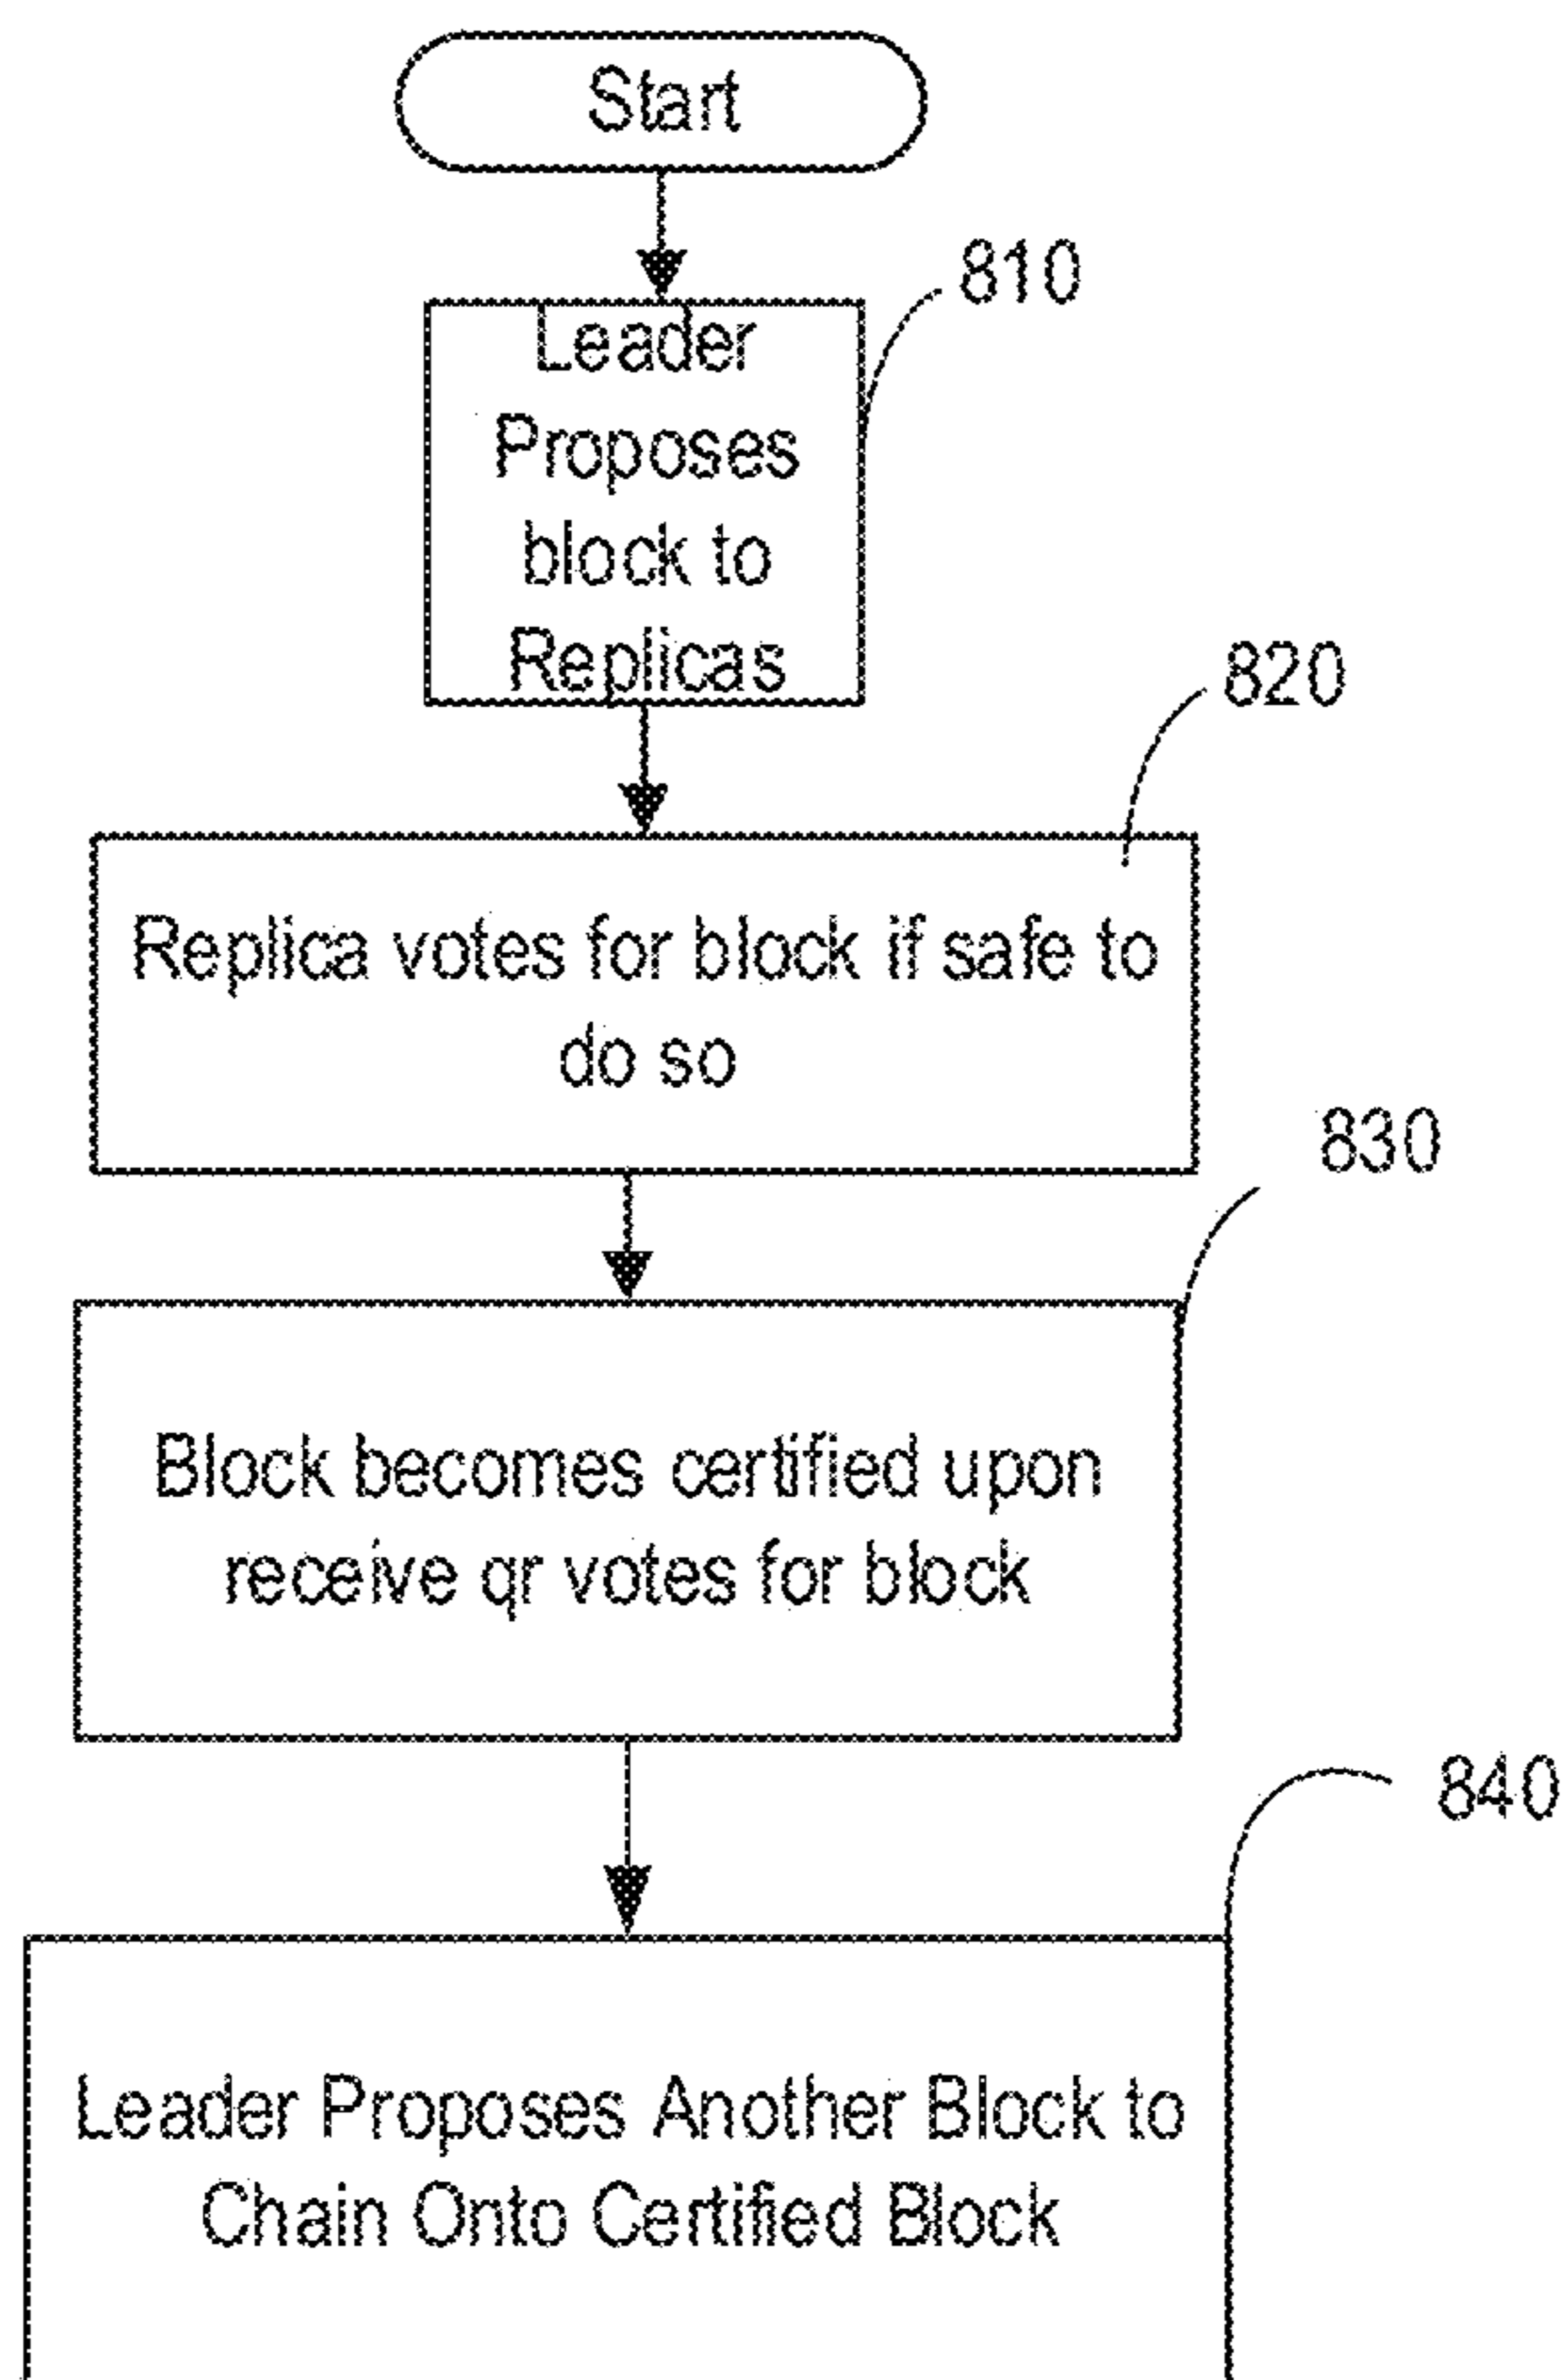 Start
810
Leader
Proposes
block to
Replicas
820
Replica votes for block if safe to
do so
830
Block becomes certified upon
receive qr votes for block
840
Leader Proposes Another Block to
Chain Onto Certified Block